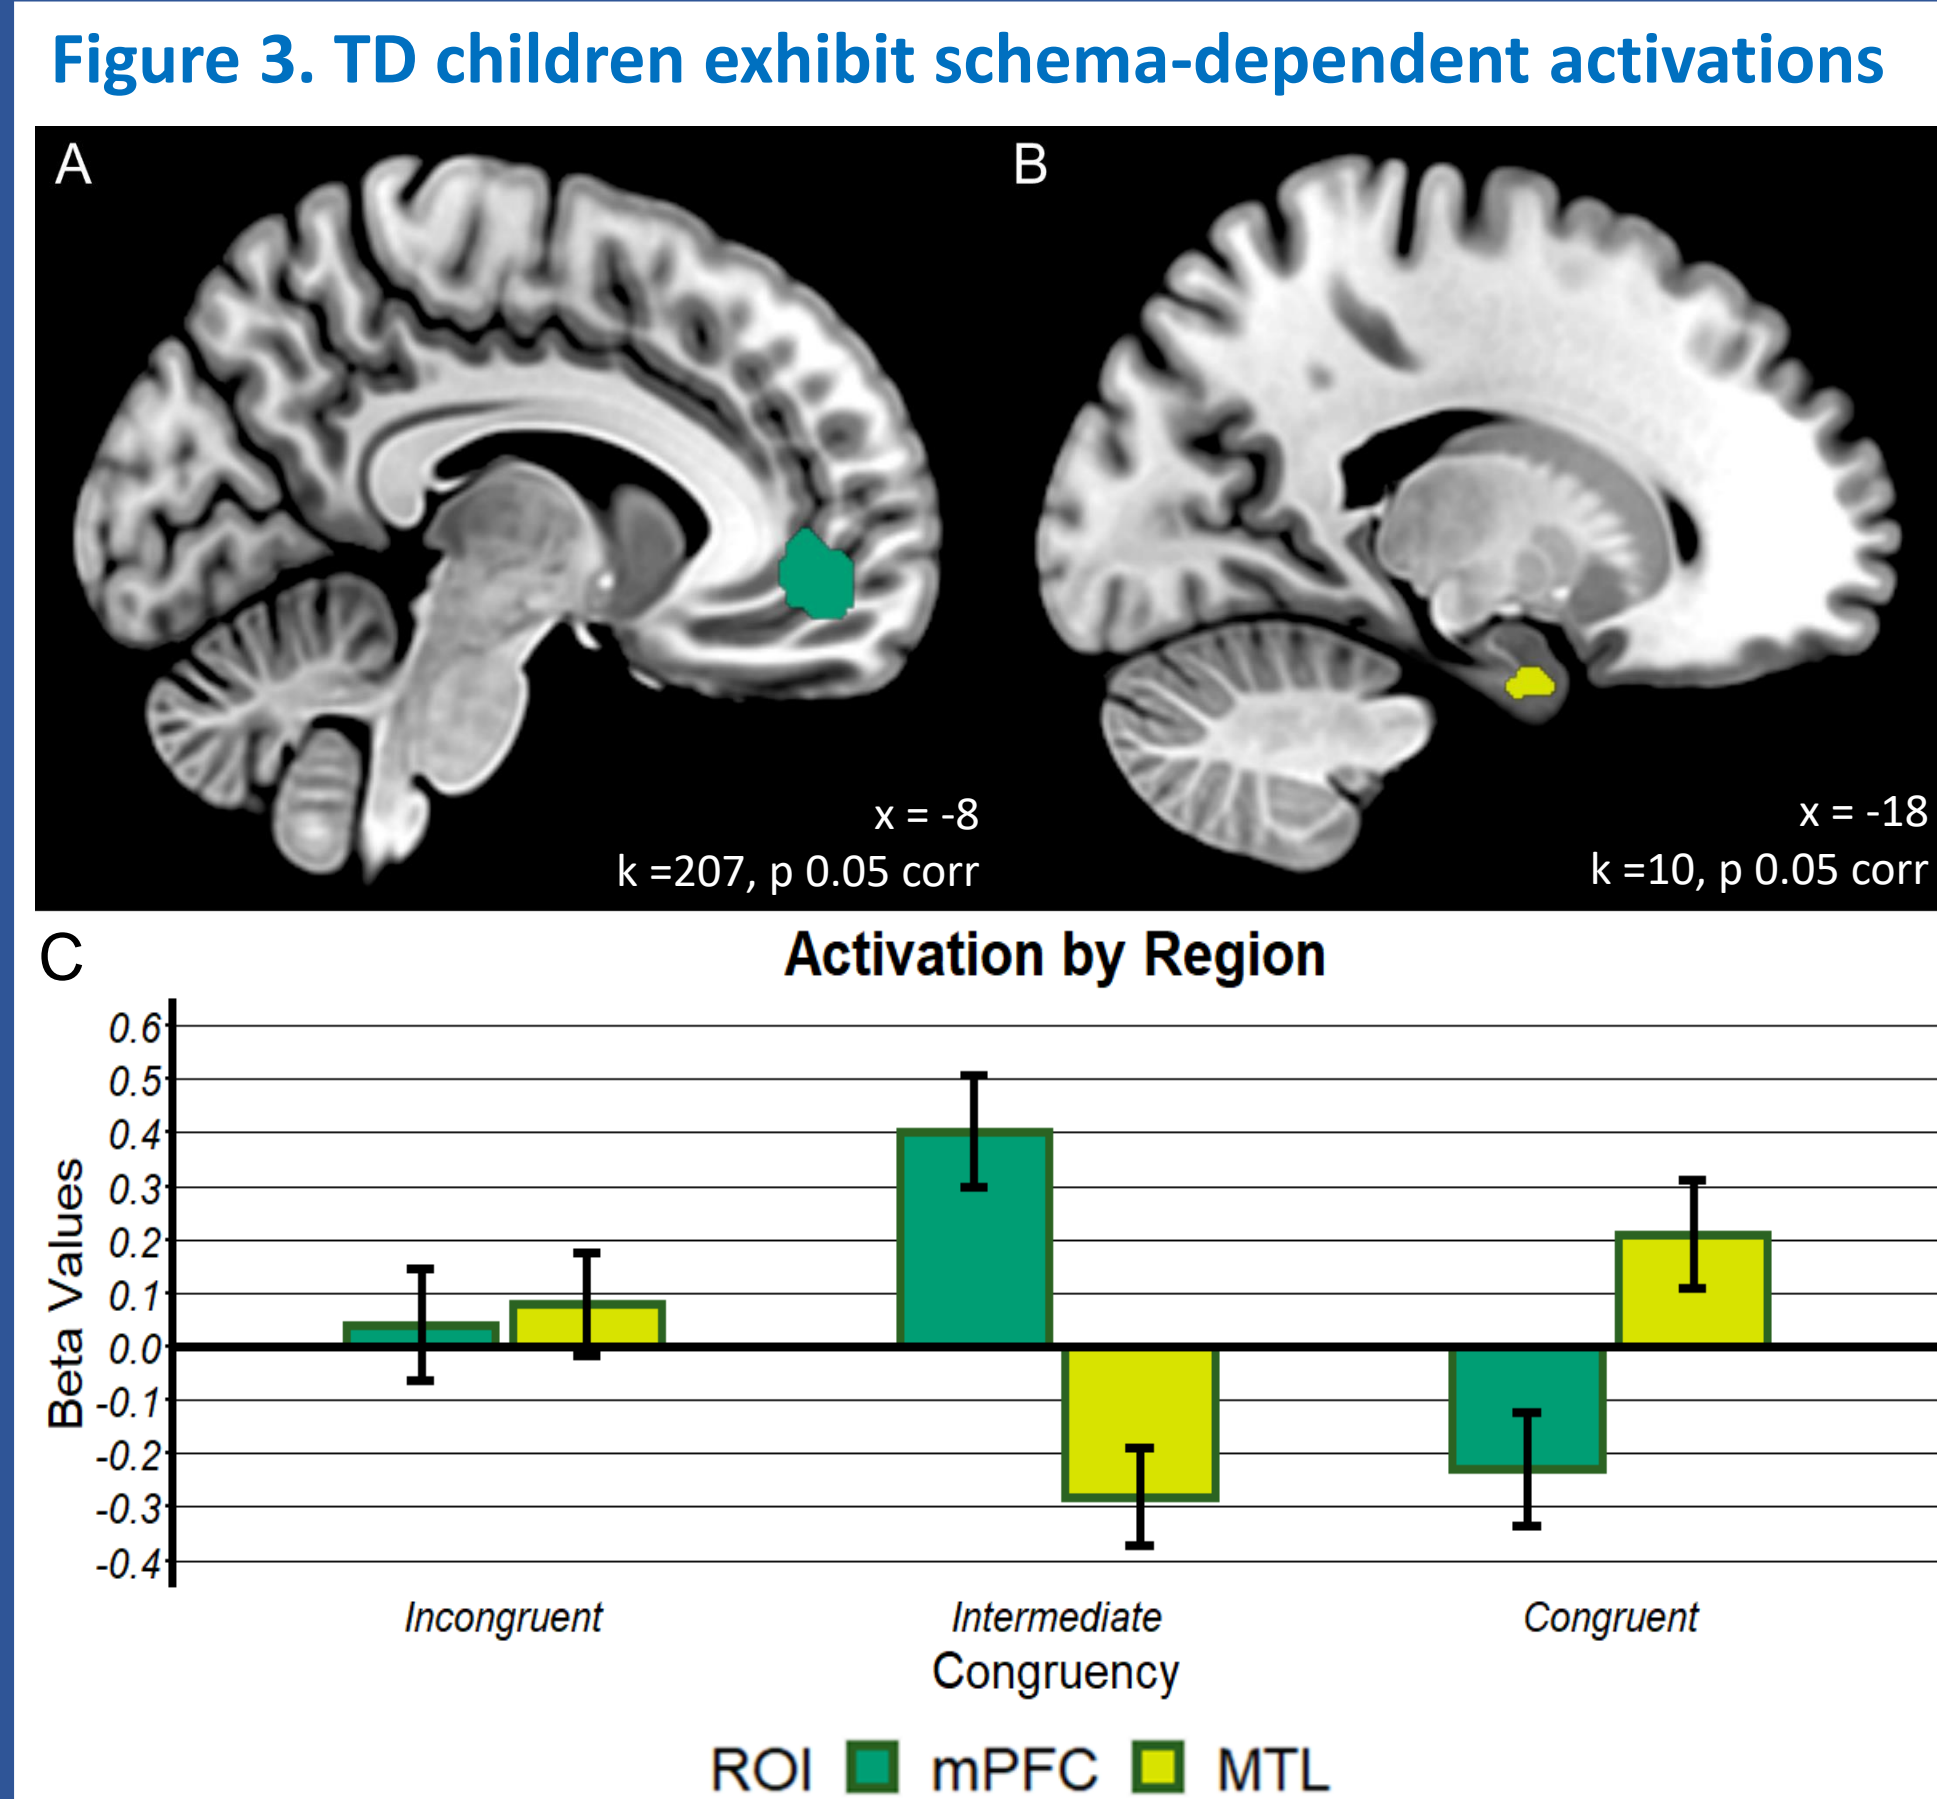 Figure 3. TD children exhibit schema-dependent activations
A
B
x = -8
k =207, p 0.05 corr
x = -18
k =10, p 0.05 corr
C
Activation by Region
Beta Values
0.6
0.5
0.4
0.3
0.2
0.1
0.0
-0.1
-0.2
-0.3
-0.4
Incongruent
Intermediate
Congruent
Congruency
ROI mPFC MTL